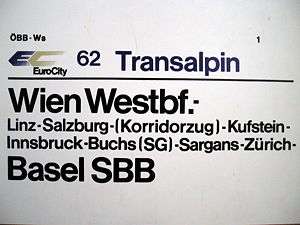 ÖBB-Ws 1
EC EuroCity 62 Transalpin
Wien Westbf.-
Linz-Salzburg-(Korridorzug)-Kufstein-
Innsbruck-Buchs(SG)-Sargans-Zürich-
Basel SBB